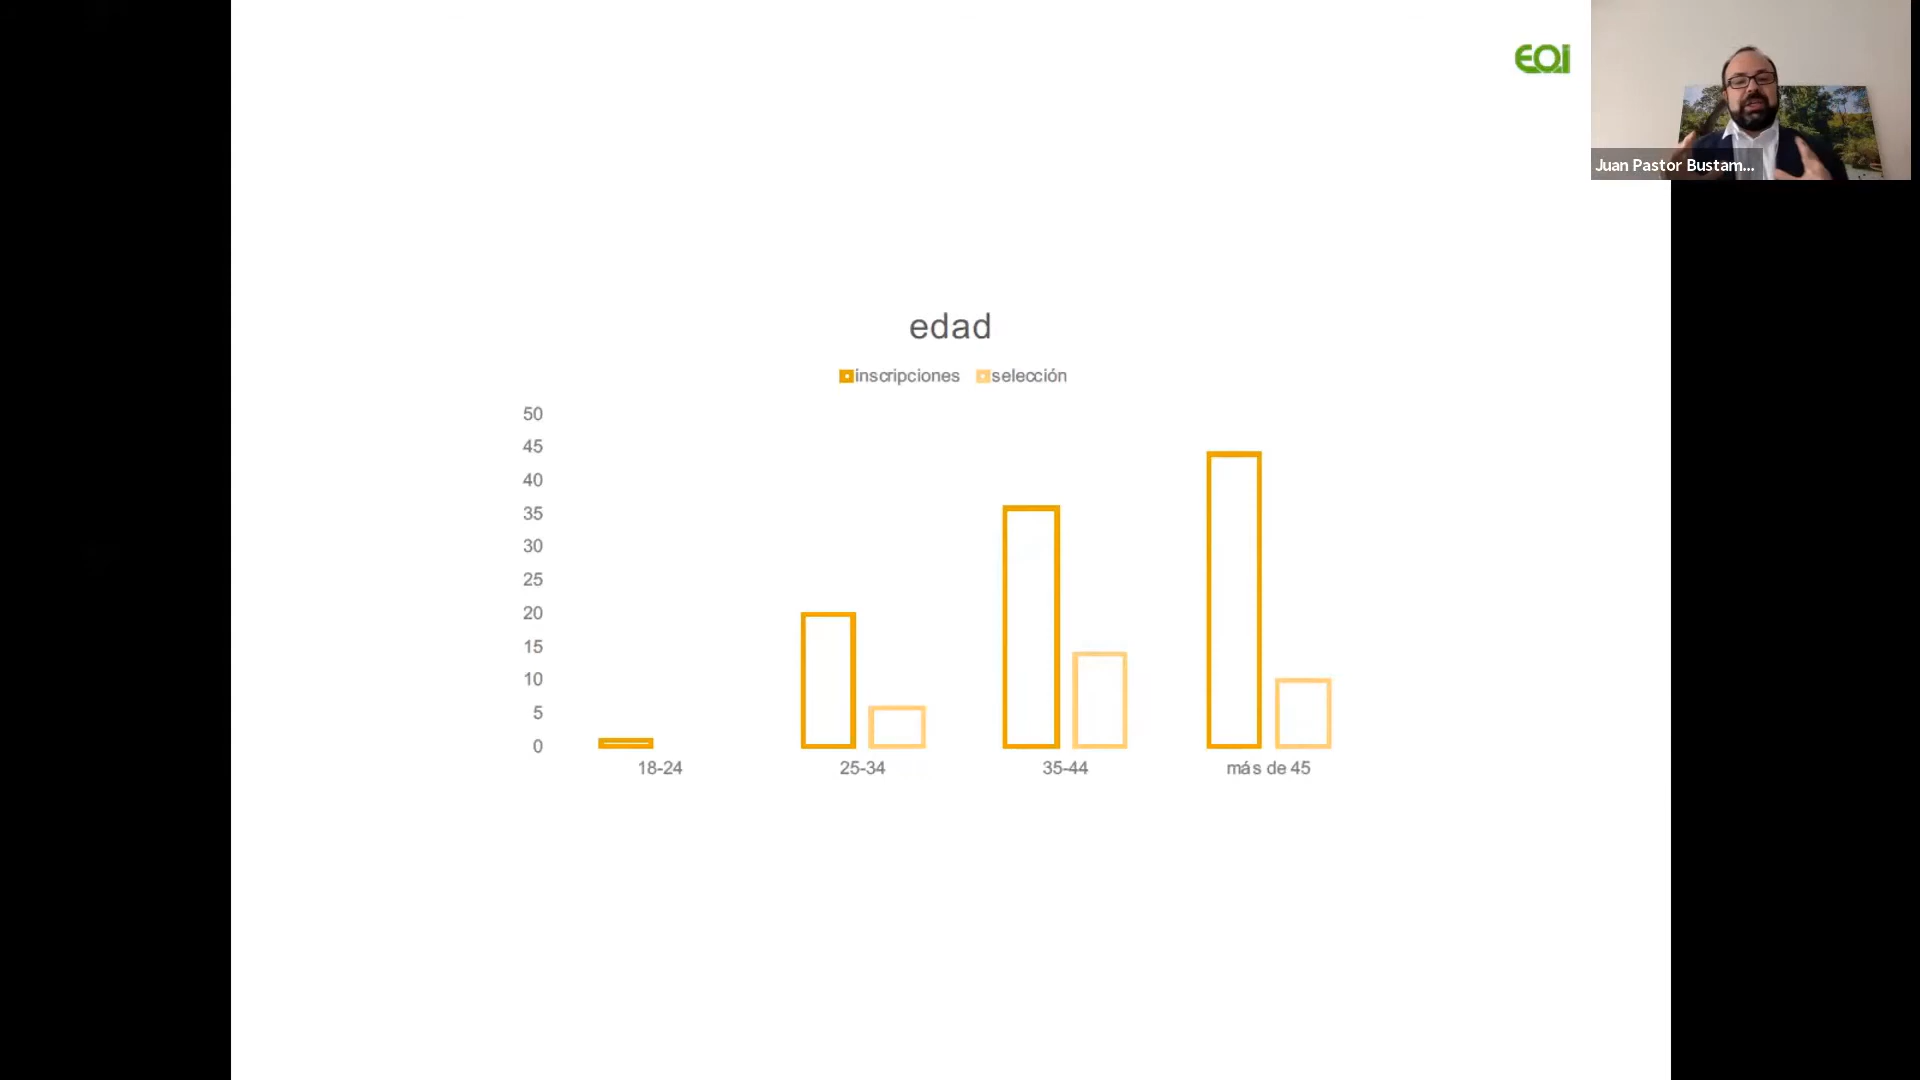 EOI
Juan Pastor Bustam...
edad
inscripciones selección
50
45
40
35
30
25
20
15
10
5
0
18-24 25-34 35-44 más de 45